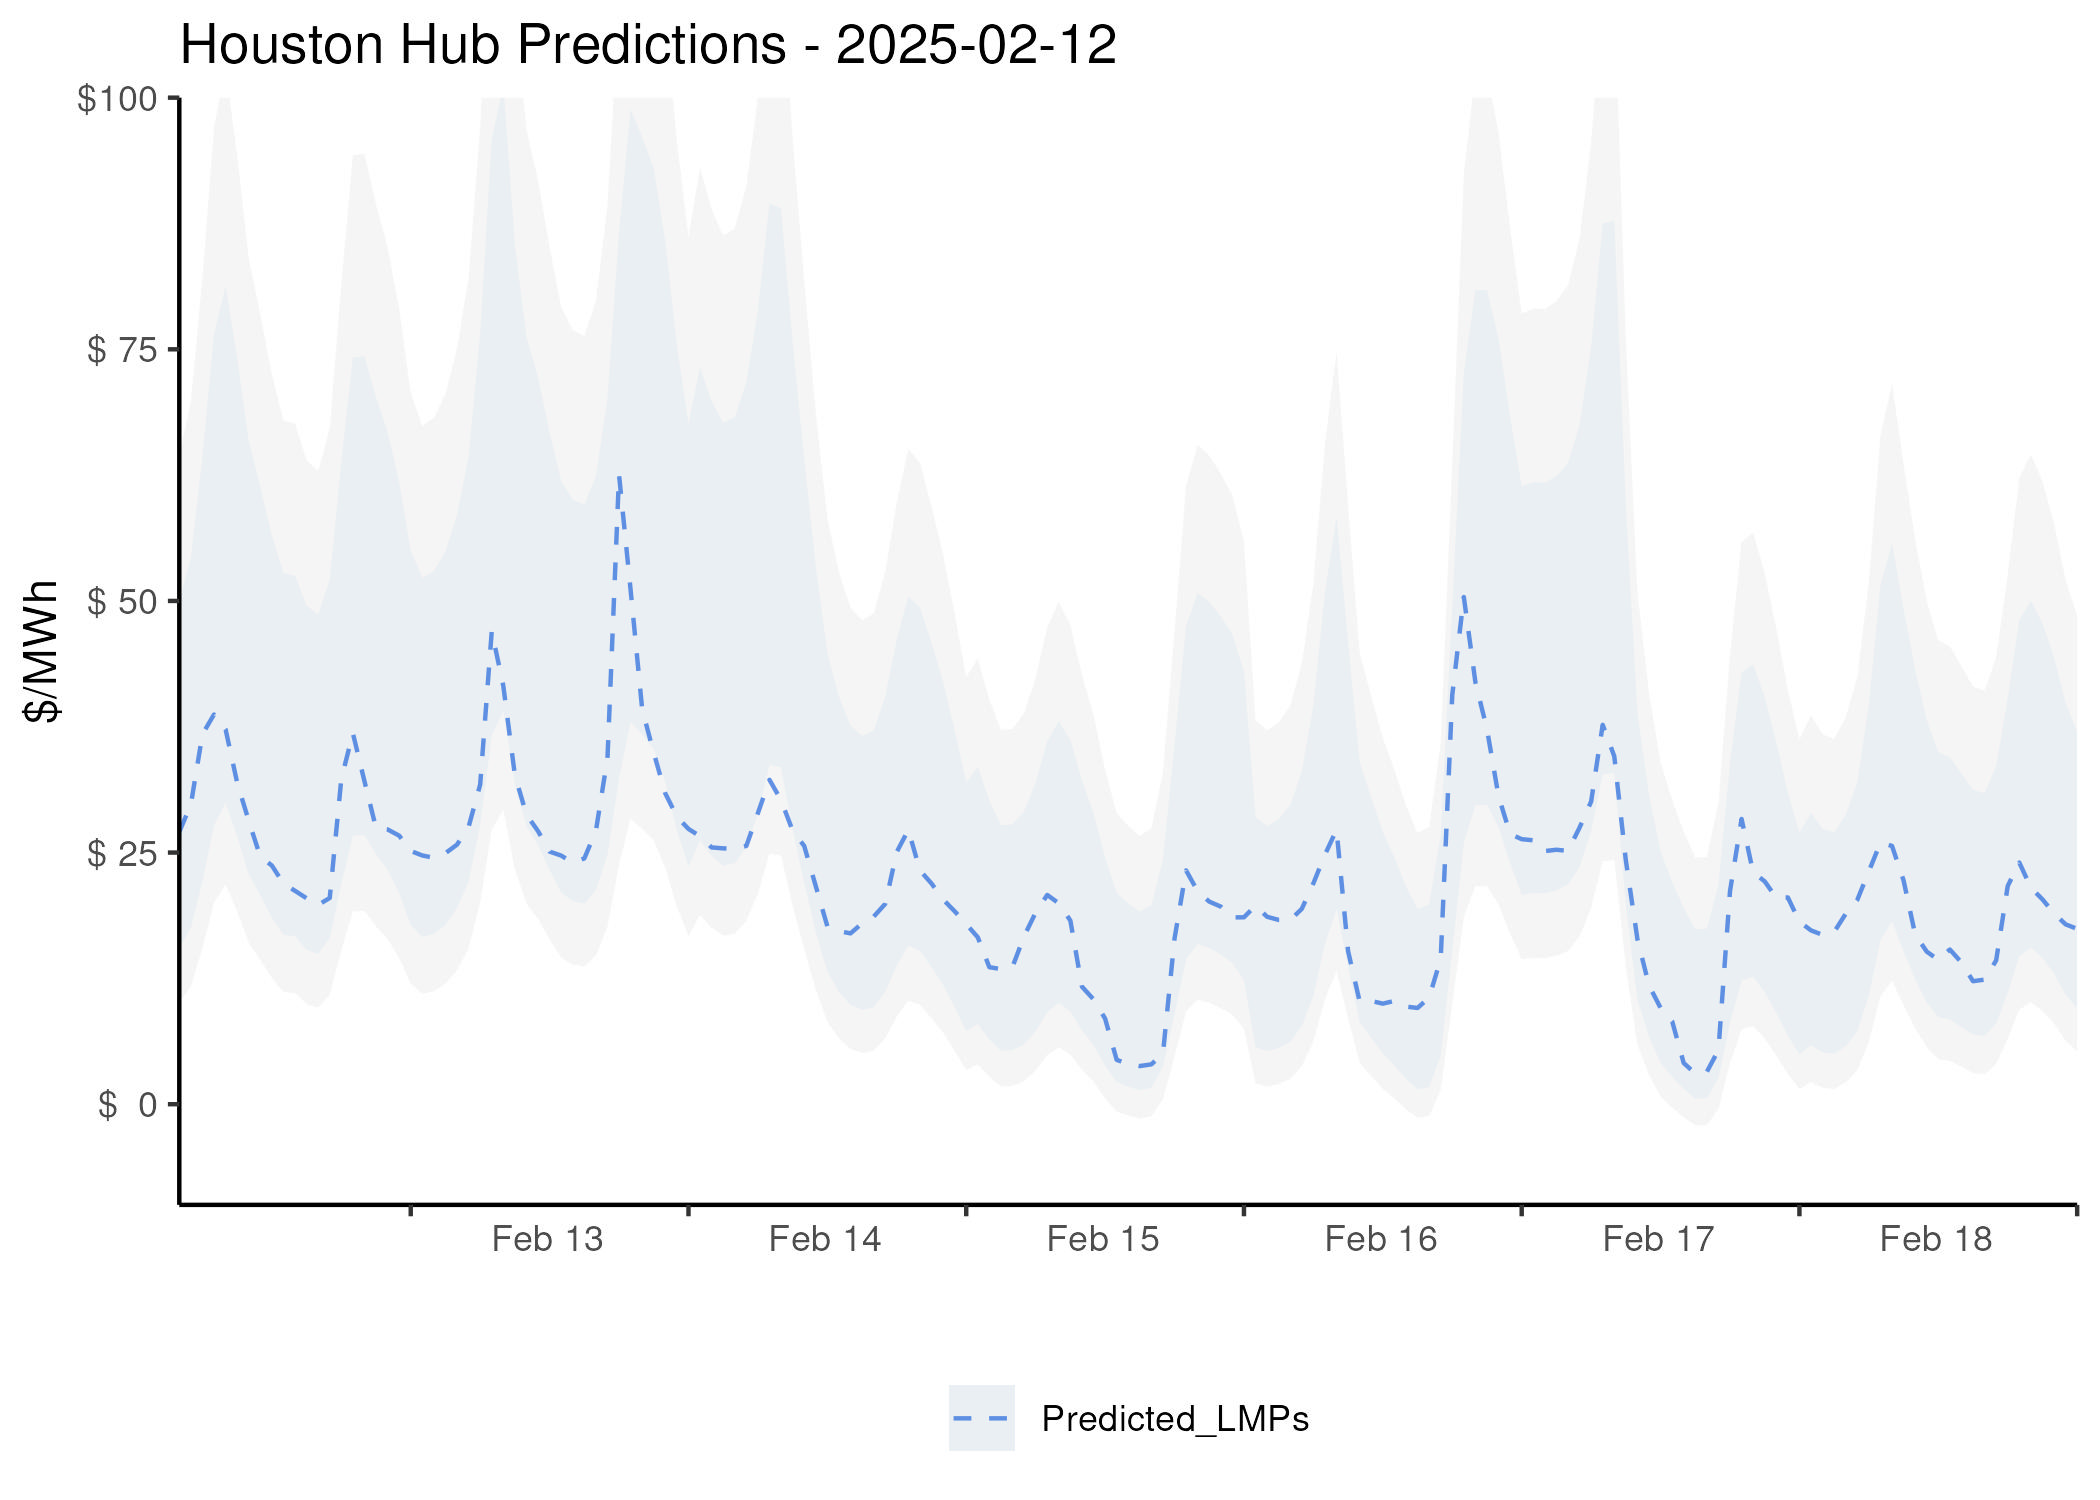 Houston Hub Predictions - 2025-02-12
$100
$ 75
$ 50
$ 25
$  0
$/MWh
Feb 13 Feb 14 Feb 15 Feb 16 Feb 17 Feb 18
Predicted_LMPs